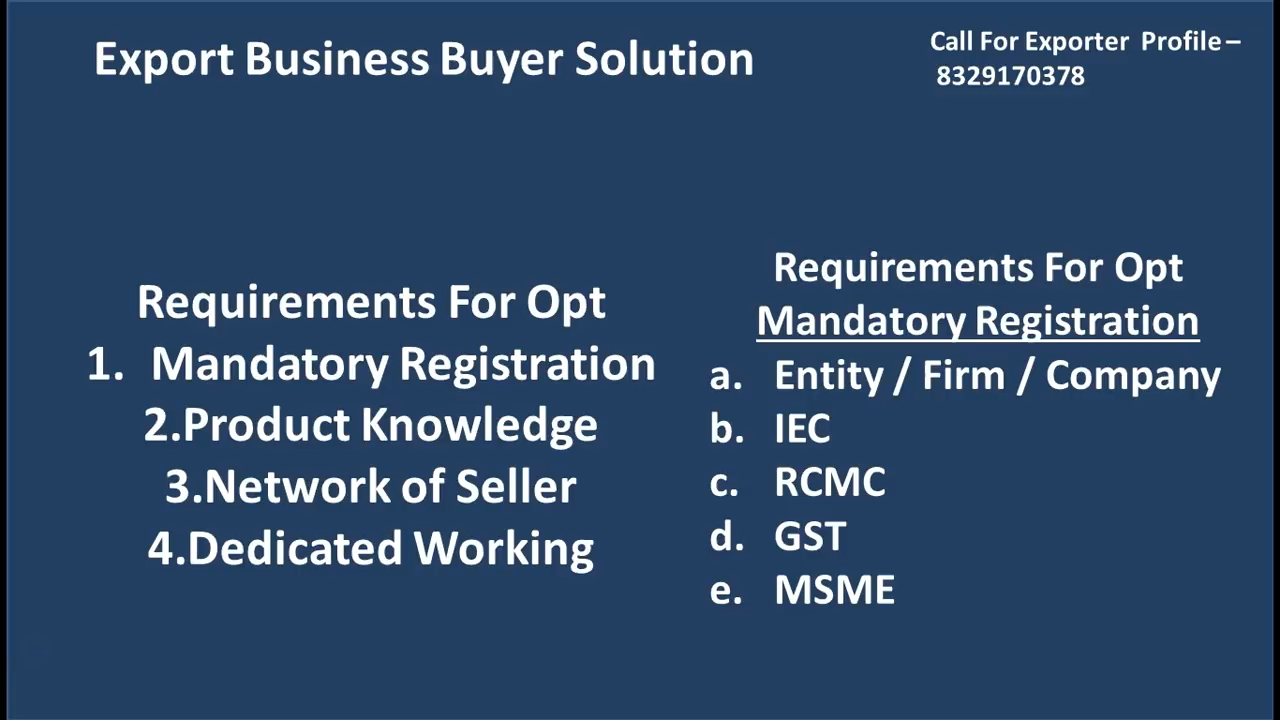 Export Business Buyer Solution
Call For Exporter Profile –
8329170378
Requirements For Opt
1. Mandatory Registration
2.Product Knowledge
3.Network of Seller
4.Dedicated Working
Requirements For Opt
Mandatory Registration
a. Entity / Firm / Company
b. IEC
c. RCMC
d. GST
e. MSME